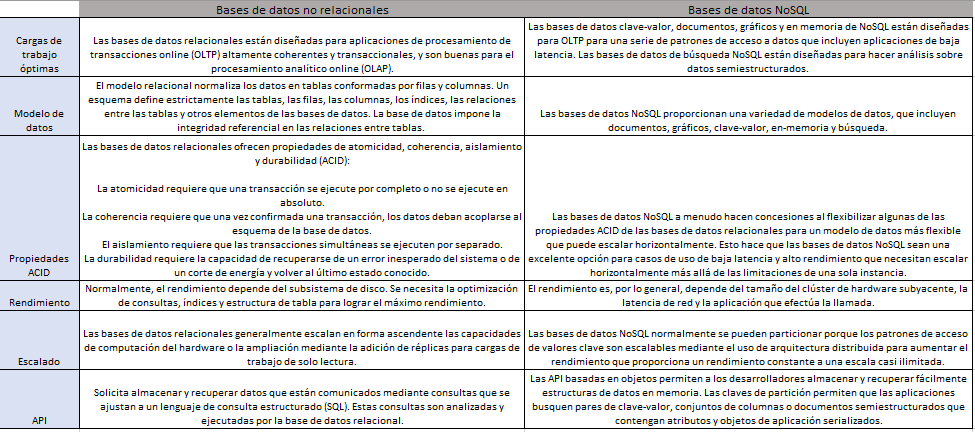 Bases de datos no relacionales
Bases de datos NoSQL
Cargas de
trabajo
óptimas
Las bases de datos relacionales están diseñadas para aplicaciones de procesamiento de
transacciones online (OLTP) altamente coherentes y transaccionales, y son buenas para el
procesamiento analítico online (OLAP).
Las bases de datos clave-valor, documentos, gráficos y en memoria de NoSQL están diseñadas
para OLTP para una serie de patrones de acceso a datos que incluyen aplicaciones de baja
latencia. Las bases de datos de búsqueda NoSQL están diseñadas para hacer análisis sobre
datos semiestructurados.
Modelo de
datos
El modelo relacional normaliza los datos en tablas conformadas por filas y columnas. Un
esquema define estrictamente las tablas, las filas, las columnas, los índices, las relaciones
entre las tablas y otros elementos de las bases de datos. La base de datos impone la
integridad referencial en las relaciones entre tablas.
Las bases de datos NoSQL proporcionan una variedad de modelos de datos, que incluyen
documentos, gráficos, clave-valor, en-memoria y búsqueda.
Propiedades
ACID
Las bases de datos relacionales ofrecen propiedades de atomicidad, coherencia, aislamiento
y durabilidad (ACID):
La atomicidad requiere que una transacción se ejecute por completo o no se ejecute en
absoluto.
La coherencia requiere que una vez confirmada una transacción, los datos deban acoplarse al
esquema de la base de datos.
El aislamiento requiere que las transacciones simultáneas se ejecuten por separado.
La durabilidad requiere la capacidad de recuperarse de un error inesperado del sistema o de
un corte de energía y volver al último estado conocido.
Las bases de datos NoSQL a menudo hacen concesiones al flexibilizar algunas de las
propiedades ACID de las bases de datos relacionales para un modelo de datos más flexible
que puede escalar horizontalmente. Esto hace que las bases de datos NoSQL sean una
excelente opción para casos de uso de baja latencia y alto rendimiento que necesitan escalar
horizontalmente más allá de las limitaciones de una sola instancia.
Rendimiento
Normalmente, el rendimiento depende del subsistema de disco. Se necesita la optimización
de consultas, índices y estructura de tabla para lograr el máximo rendimiento.
El rendimiento es, por lo general, depende del tamaño del clúster de hardware subyacente, la
latencia de red y la aplicación que efectúa la llamada.
Escalado
Las bases de datos relacionales generalmente escalan en forma ascendente las capacidades
de computación del hardware o la ampliación mediante la adición de réplicas para cargas de
trabajo de solo lectura.
Las bases de datos NoSQL normalmente se pueden particionar porque los patrones de acceso
de valores clave son escalables mediante el uso de arquitectura distribuida para aumentar el
rendimiento que proporciona un rendimiento constante a una escala casi ilimitada.
API
Solicita almacenar y recuperar datos que están comunicados mediante consultas que se
ajustan a un lenguaje de consulta estructurado (SQL). Estas consultas son analizadas y
ejecutadas por la base de datos relacional.
Las API basadas en objetos permiten a los desarrolladores almacenar y recuperar fácilmente
estructuras de datos en memoria. Las claves de partición permiten que las aplicaciones
busquen pares de clave-valor, conjuntos de columnas o documentos semiestructurados que
contengan atributos y objetos de aplicación serializados.